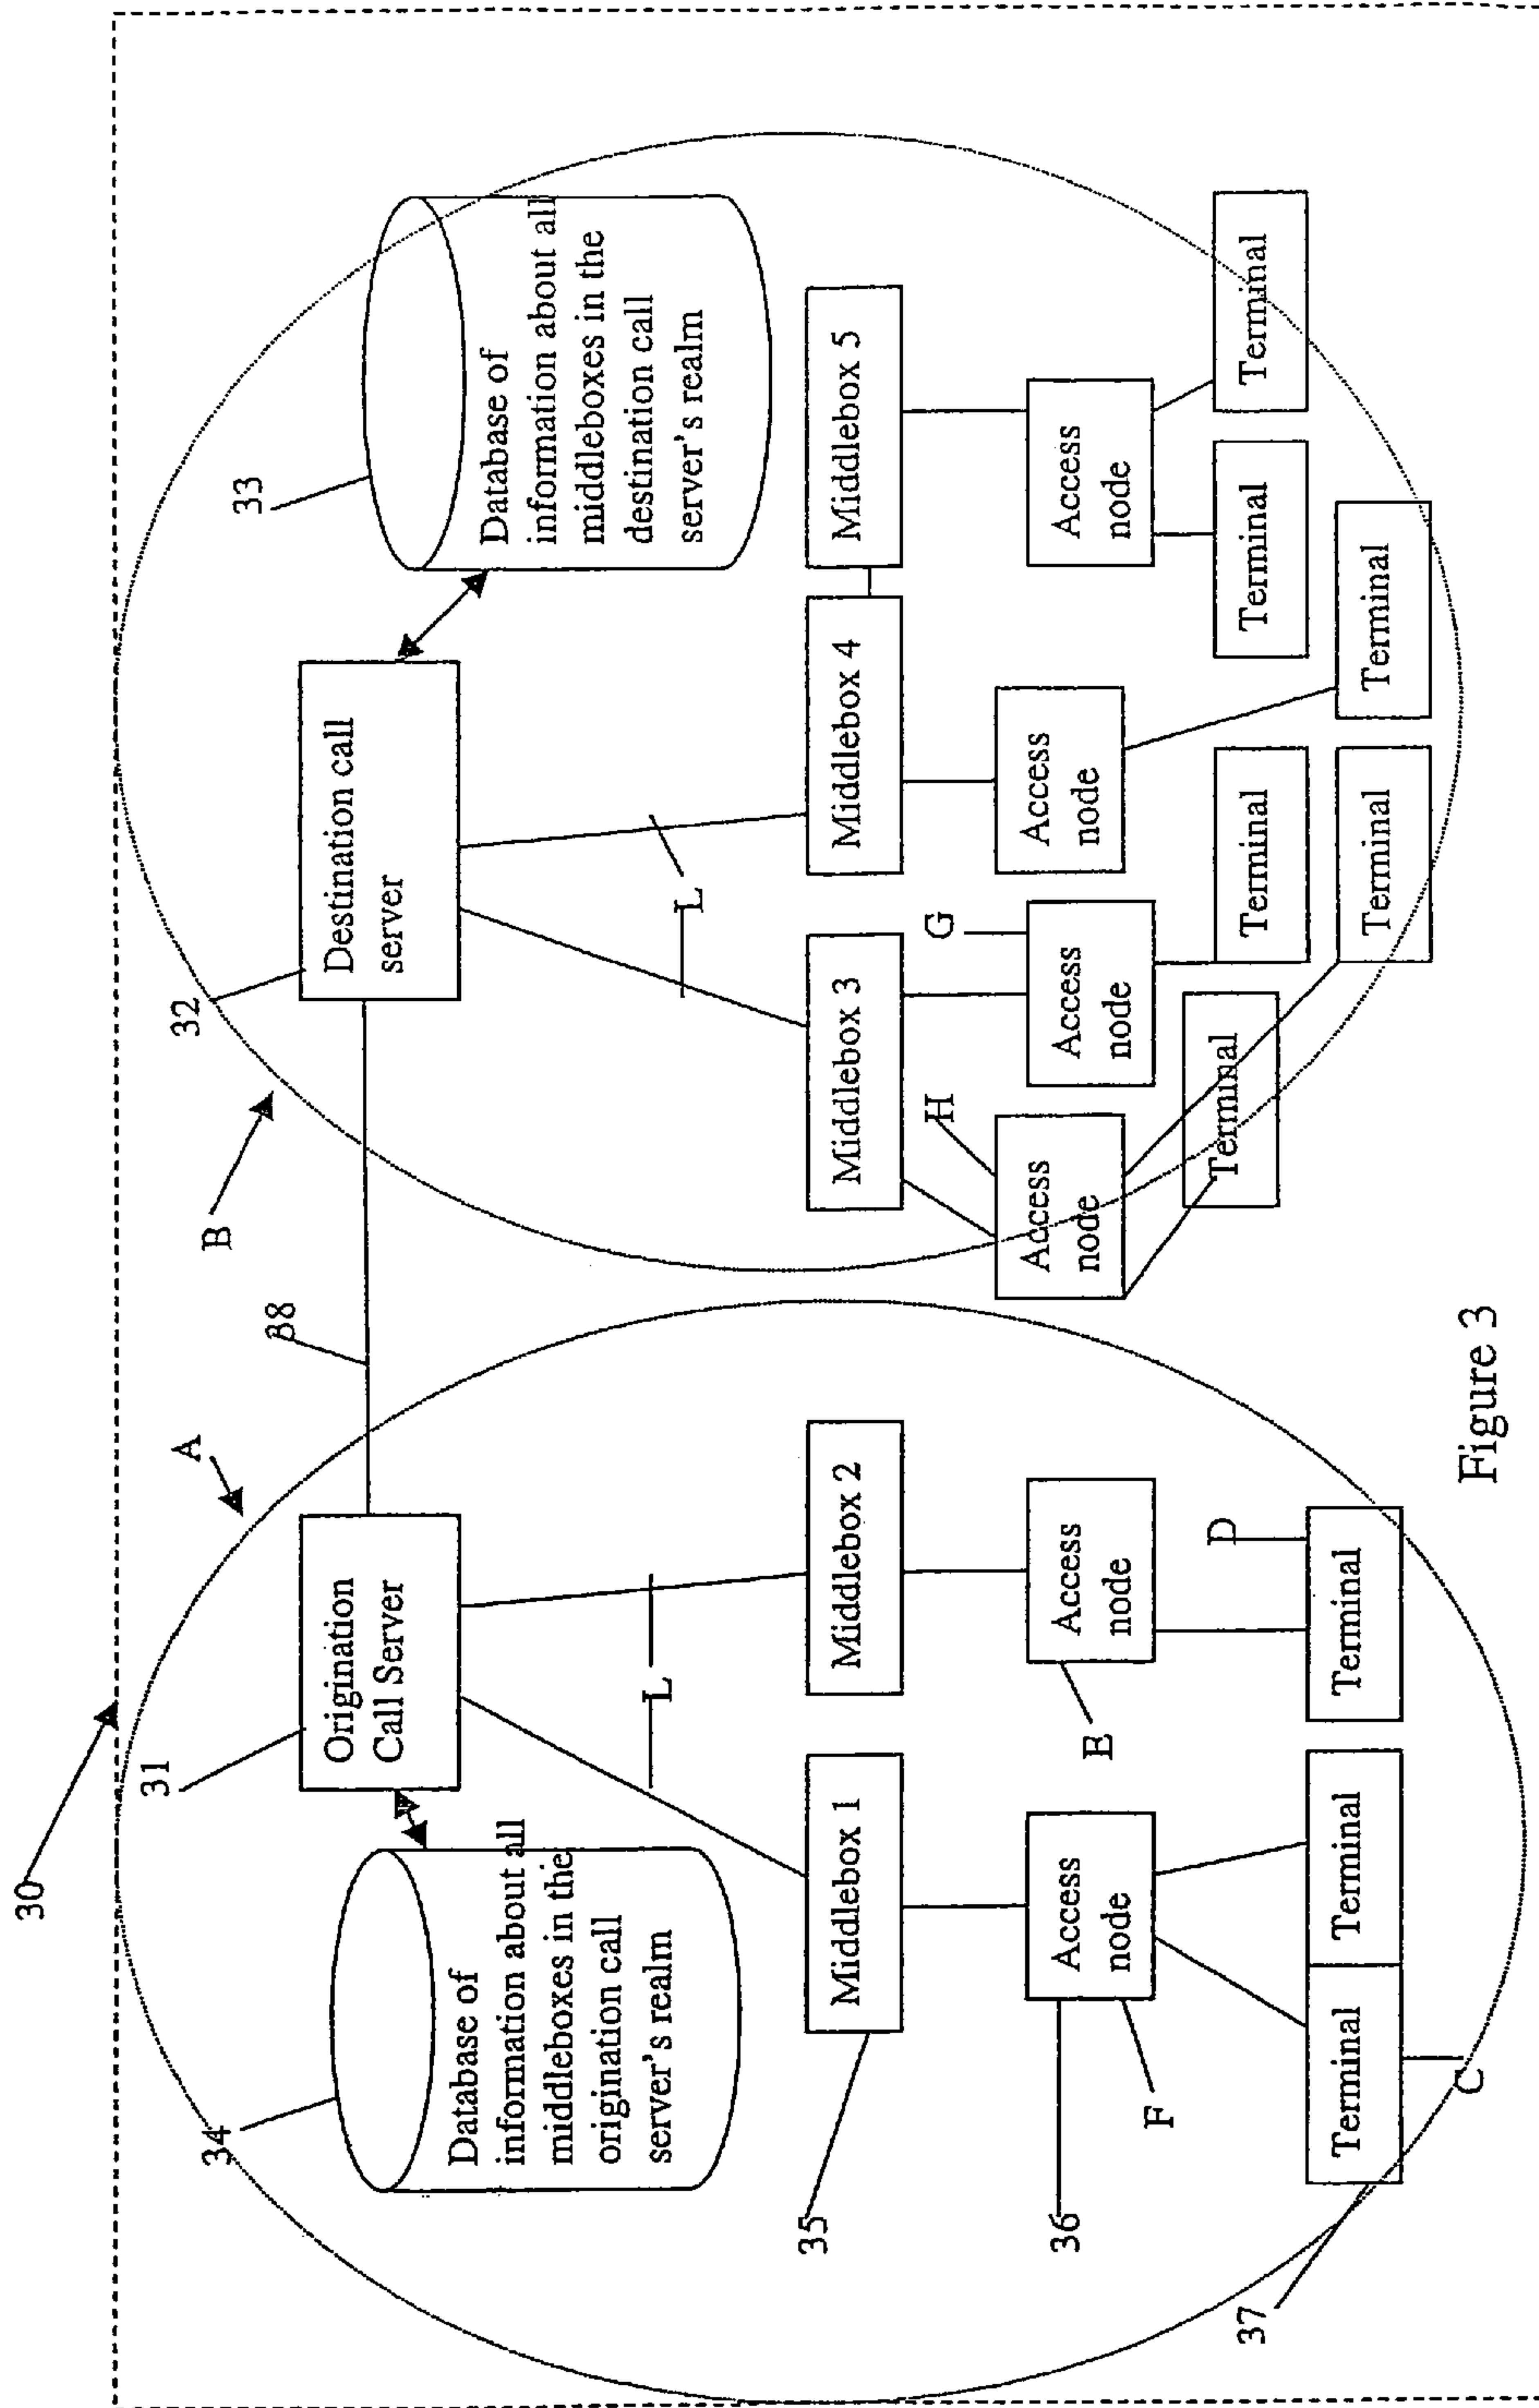 30
31
A
38
B
32
33
34
Origination
Call Server
Destination call
server
Database of
information about all
middleboxes in the
origination call
server's realm
Database of
information about all
middleboxes in the
destination call
server's realm
L
L
35
Middlebox 1
Middlebox 2
Middlebox 3
Middlebox 4
Middlebox 5
H
G
36
F
E
Access
node
Access
node
Access
node
Access
node
Access
node
Access
node
D
37
Terminal
Terminal
Terminal
Terminal
Terminal
Terminal
Terminal
Terminal
Terminal
C
Figure 3